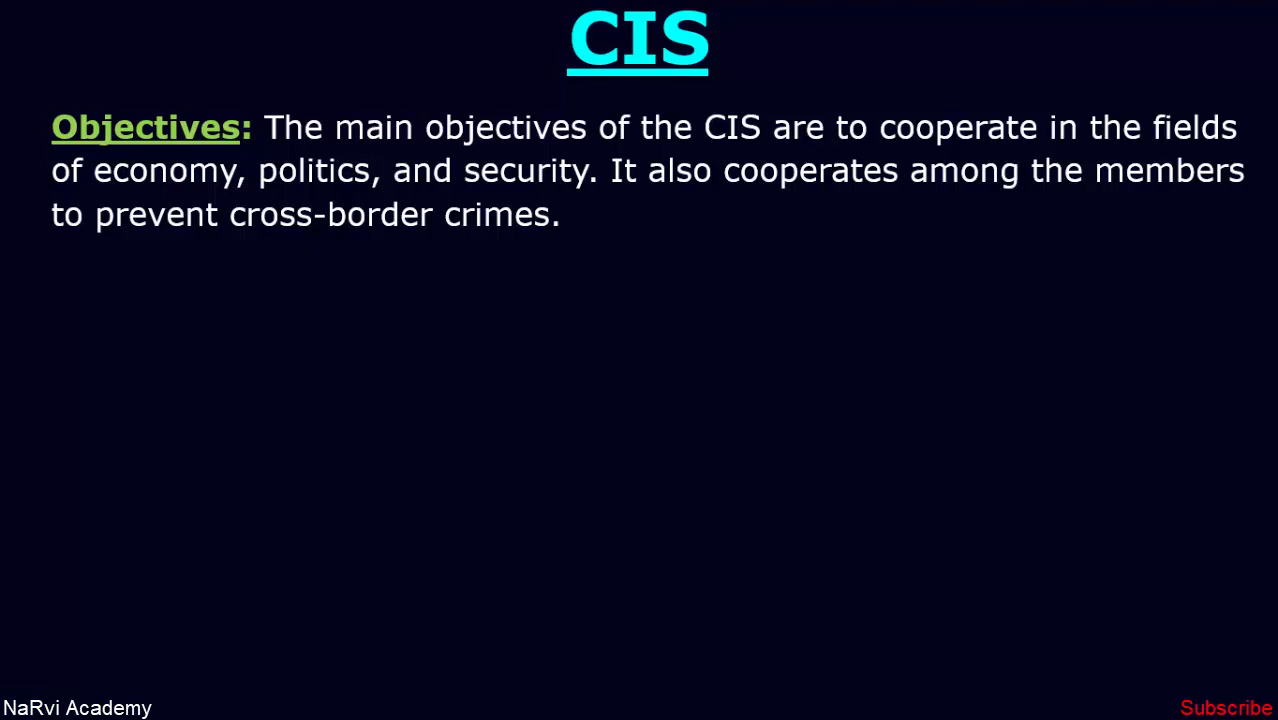 CIS
Objectives: The main objectives of the CIS are to cooperate in the fields
of economy, politics, and security. It also cooperates among the members
to prevent cross-border crimes.
NaRvi Academy
Subscribe